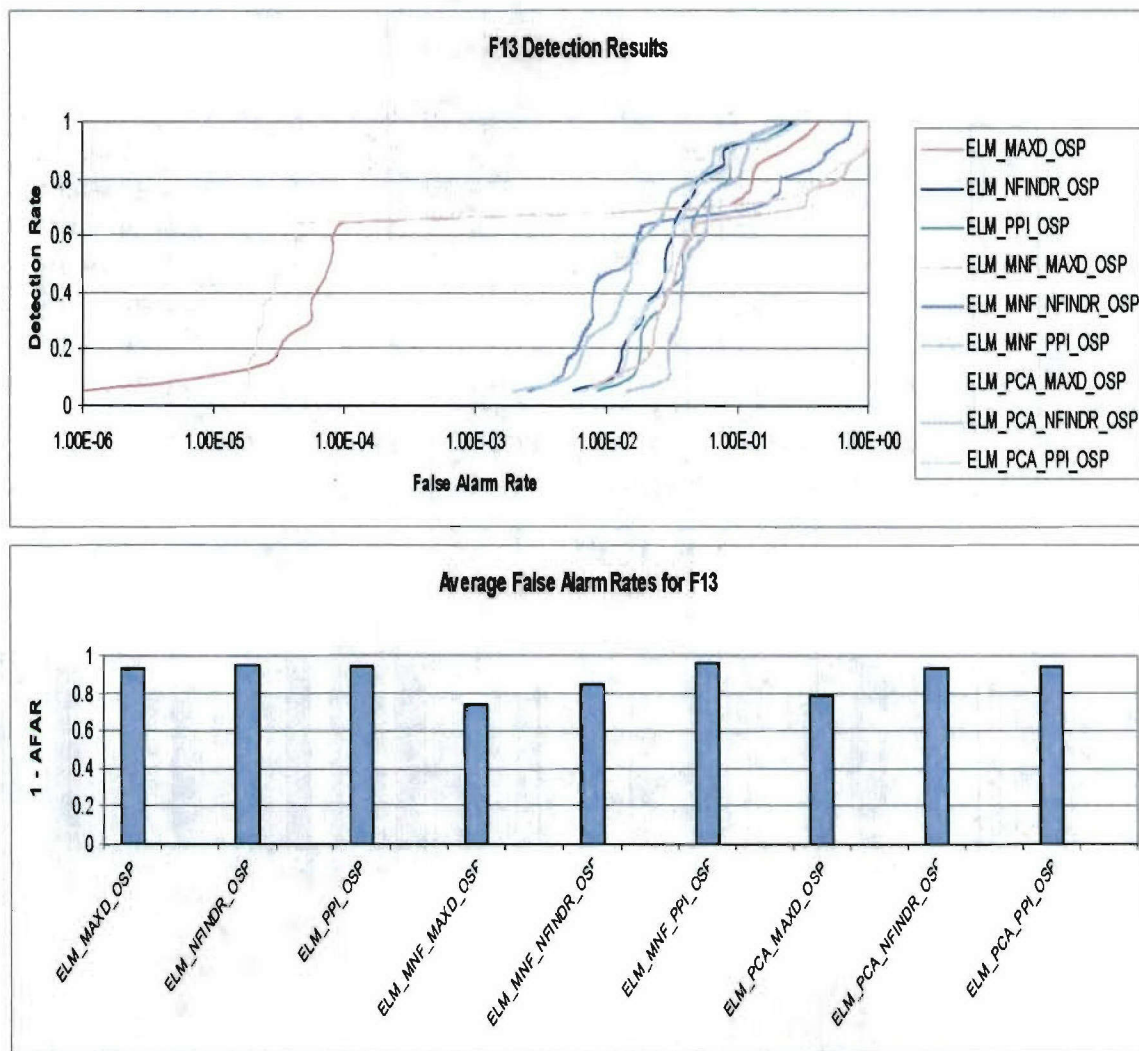 F13 Detection Results
Detection Rate
1
0.8
0.6
0.4
0.2
0
1.00E-06
1.00E-05
1.00E-04
1.00E-03
1.00E-02
1.00E-01
1.00E+00
False Alarm Rate
ELM_MAXD_OSP
ELM_NFINDR_OSP
ELM_PPI_OSP
ELM_MNF_MAXD_OSP
ELM_MNF_NFINDR_OSP
ELM_MNF_PPI_OSP
ELM_PCA_MAXD_OSP
ELM_PCA_NFINDR_OSP
ELM_PCA_PPI_OSP
Average False Alarm Rates for F13
1 - AFAR
1
0.8
0.6
0.4
0.2
0
ELM_MAXD_OSP
ELM_NFINDR_OSP
ELM_PPI_OSP
ELM_MNF_MAXD_OSP
ELM_MNF_NFINDR_OSP
ELM_MNF_PPI_OSP
ELM_PCA_MAXD_OSP
ELM_PCA_NFINDR_OSP
ELM_PCA_PPI_OSP